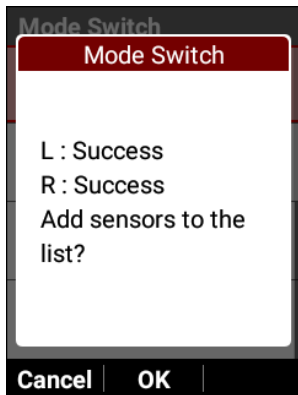 Mode Switch
Mode Switch
L : Success
R : Success
Add sensors to the
list?
Cancel OK